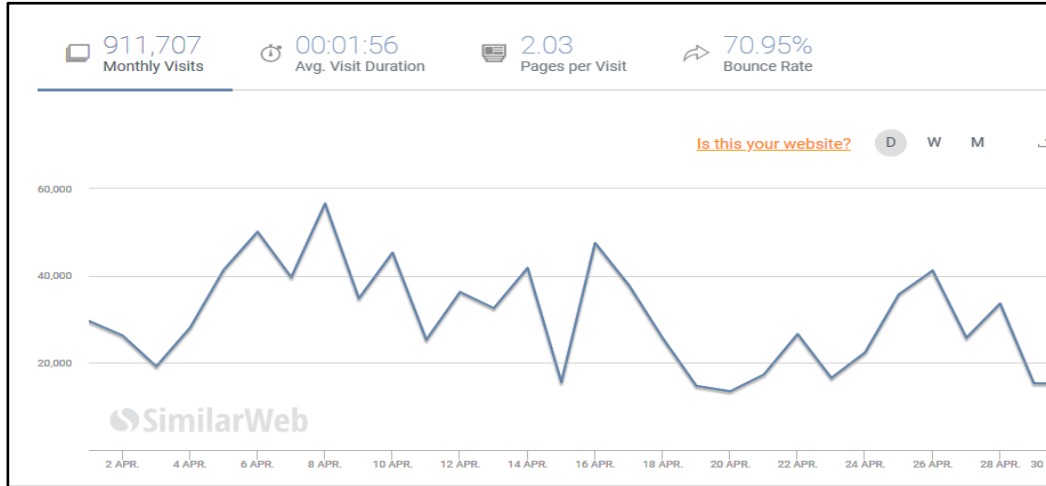 911,707
Monthly Visits
00:01:56
Avg. Visit Duration
2.03
Pages per Visit
70.95%
Bounce Rate
Is this your website?
D W M
60,000
40,000
20,000
SimilarWeb
2 APR. 4 APR. 6 APR. 8 APR. 10 APR. 12 APR. 14 APR. 16 APR. 18 APR. 20 APR. 22 APR. 24 APR. 26 APR. 28 APR. 30